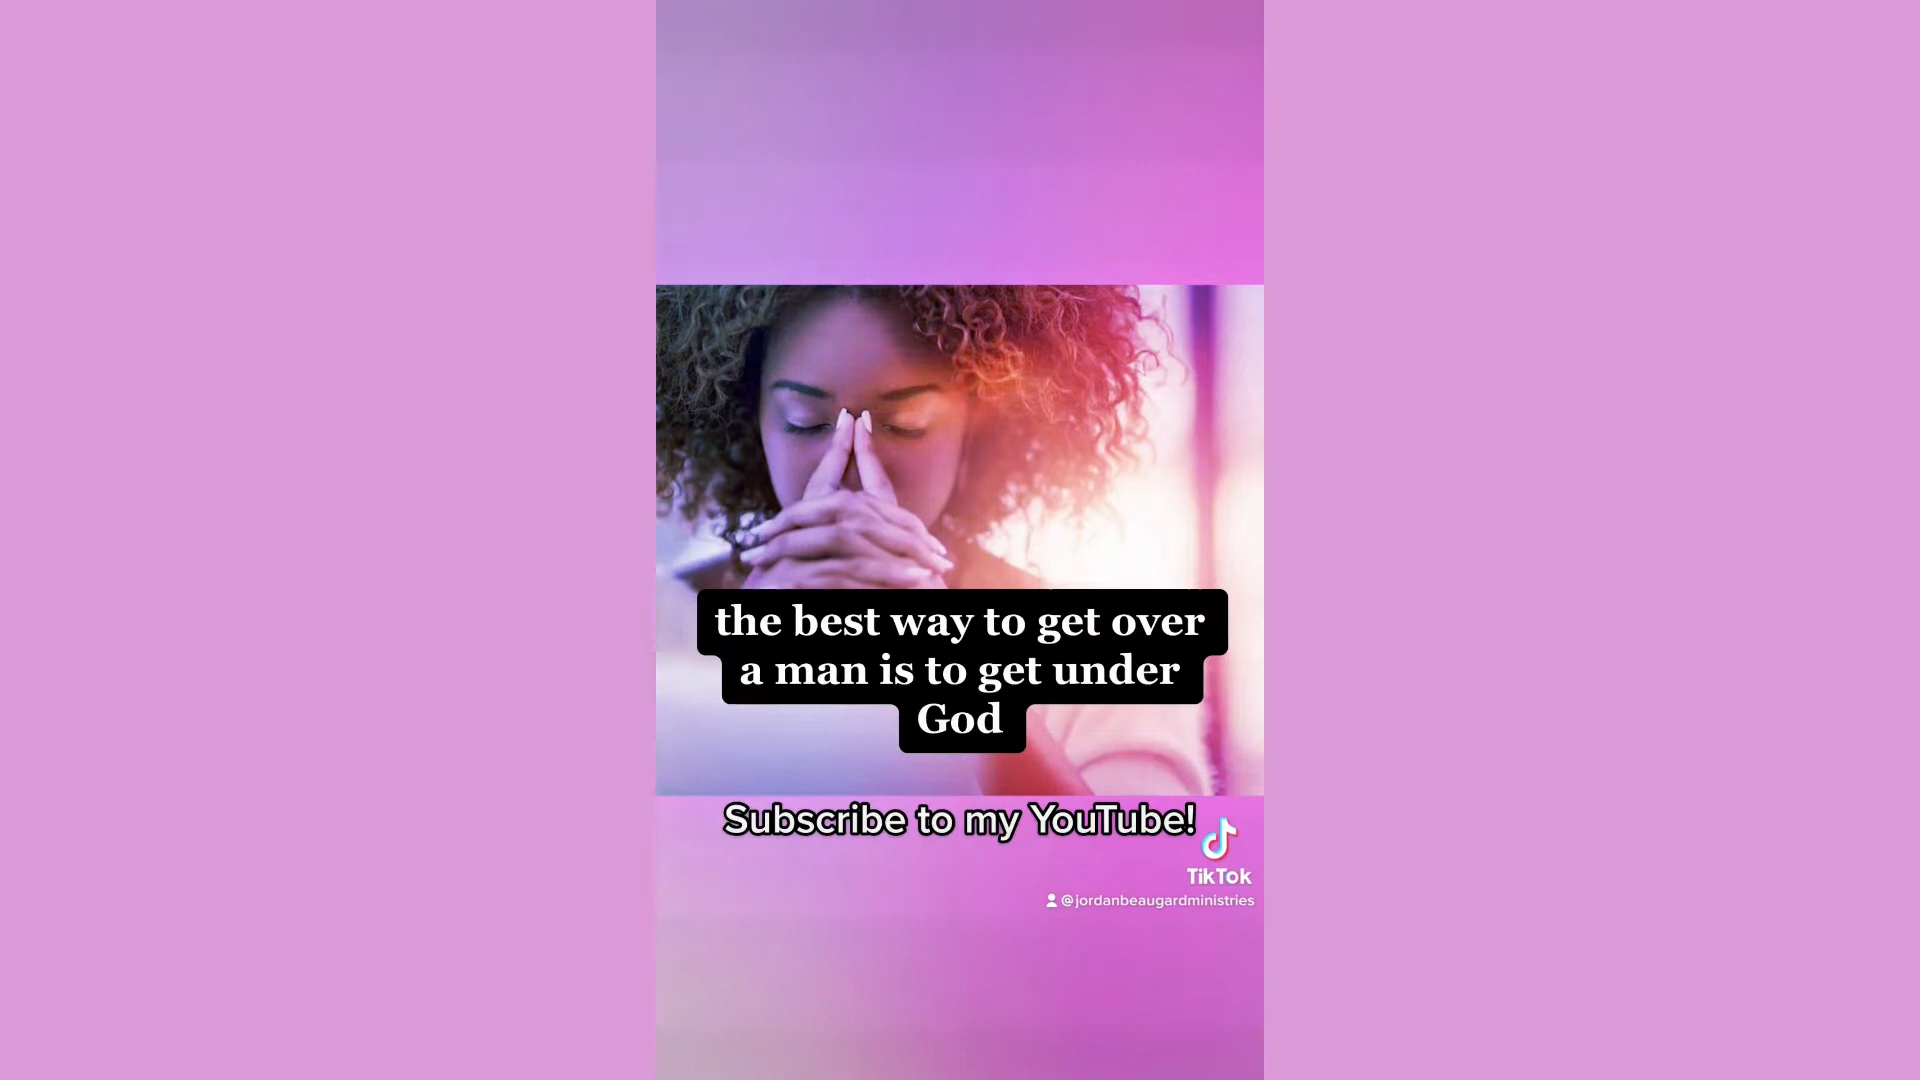 the best way to get over
a man is to get under
God
Subscribe to my YouTube!
TikTok
@jordanbeaugardministries